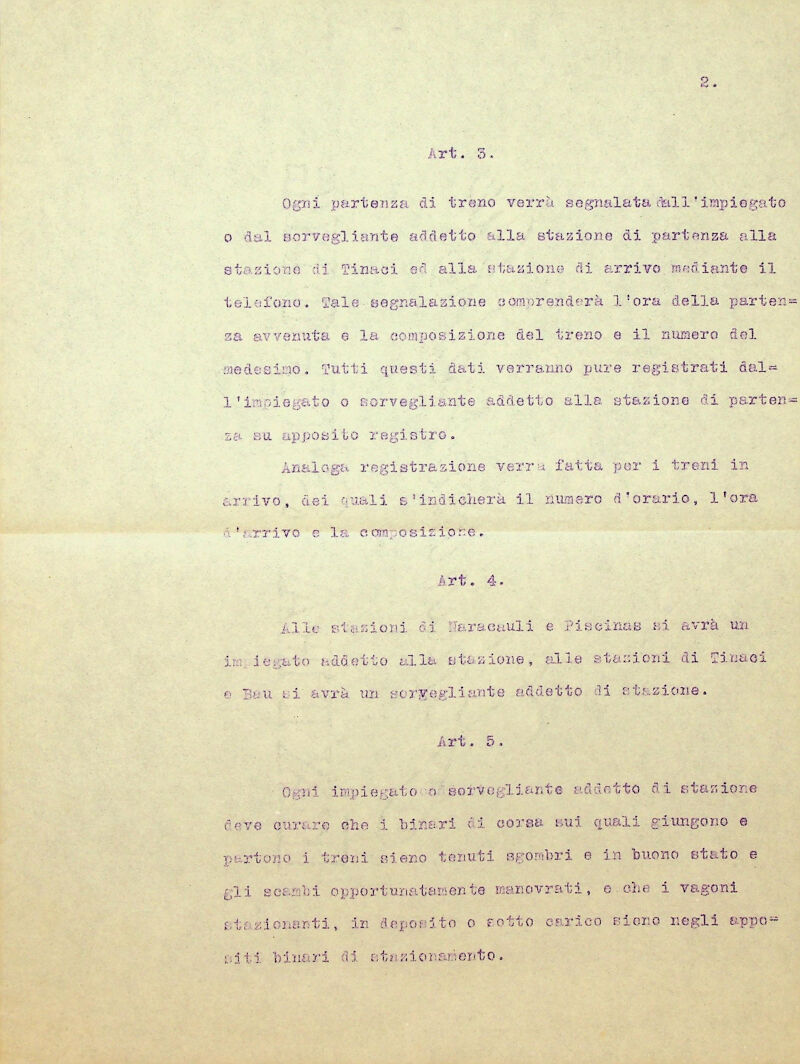 2.
Art. 3.
Ogni partenza di treno verrà segnalata dall'impiegato
o dal sorvegliante addetto alla stazione di partenza alla
stazione di Tinaci ed alla stazione di arrivo mediante il
telefono. Tale segnalazione comprenderà l'ora della parten=
za avvenuta e la composizione del treno e il numero del
medesimo. Tutti questi dati verranno pure registrati dal=
l'impiegato o sorvegliante addetto alla stazione di parten=
za su apposito registro.
Analoga registrazione verrà fatta per i treni in
arrivo, dei quali s'indicherà il numero d'orario, l'ora
d'arrivo e la composizione.
Art. 4.
Alle stazioni di Naracauli e Piscinas si avrà un
impiegato addetto alla stazione, alle stazioni di Tinaci
e Bau si avrà un sorvegliante addetto di stazione.
Art. 5.
Ogni impiegato o sorvegliante addetto di stazione
deve curare che i binari di corsa sui quali giungono e
partono i treni sieno tenuti sgombri e in buono stato e
gli scambi opportunatamente manovrati, e che i vagoni
stazionanti, in deposito o sotto carico sieno negli appo=
siti binari di stazionamento.